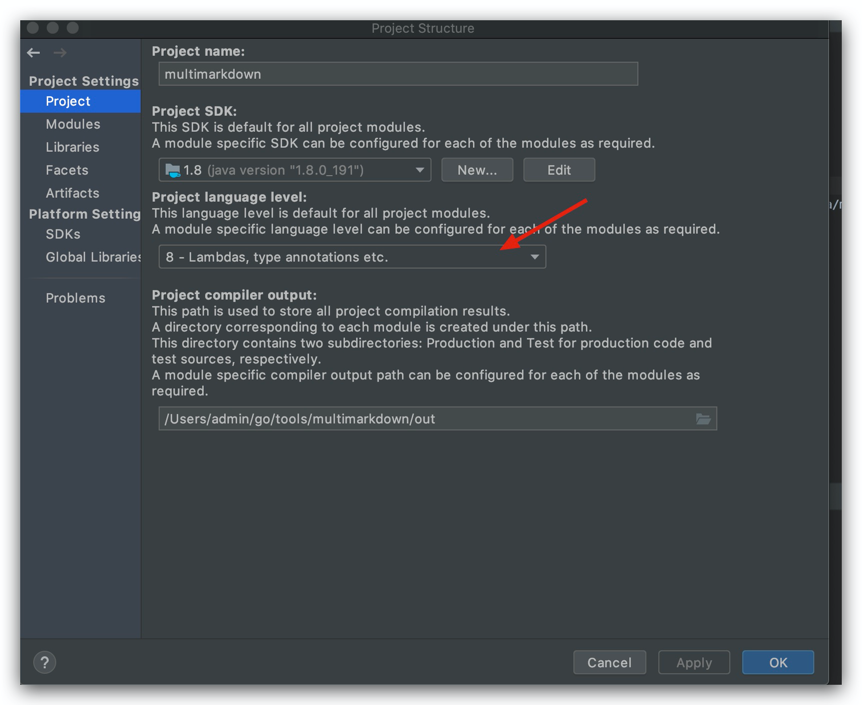 Project Structure
Project Settings
Project
Modules
Libraries
Facets
Artifacts
Platform Setting
SDKs
Global Libraries
Problems
Project name:
multimarkdown
Project SDK:
This SDK is default for all project modules.
A module specific SDK can be configured for each of the modules as required.
1.8 (java version "1.8.0_191")
New...
Edit
Project language level:
This language level is default for all project modules.
A module specific language level can be configured for each of the modules as required.
8 - Lambdas, type annotations etc.
Project compiler output:
This path is used to store all project compilation results.
A directory corresponding to each module is created under this path.
This directory contains two subdirectories: Production and Test for production code and
test sources, respectively.
A module specific compiler output path can be configured for each of the modules as
required.
/Users/admin/go/tools/multimarkdown/out
?
Cancel
Apply
OK